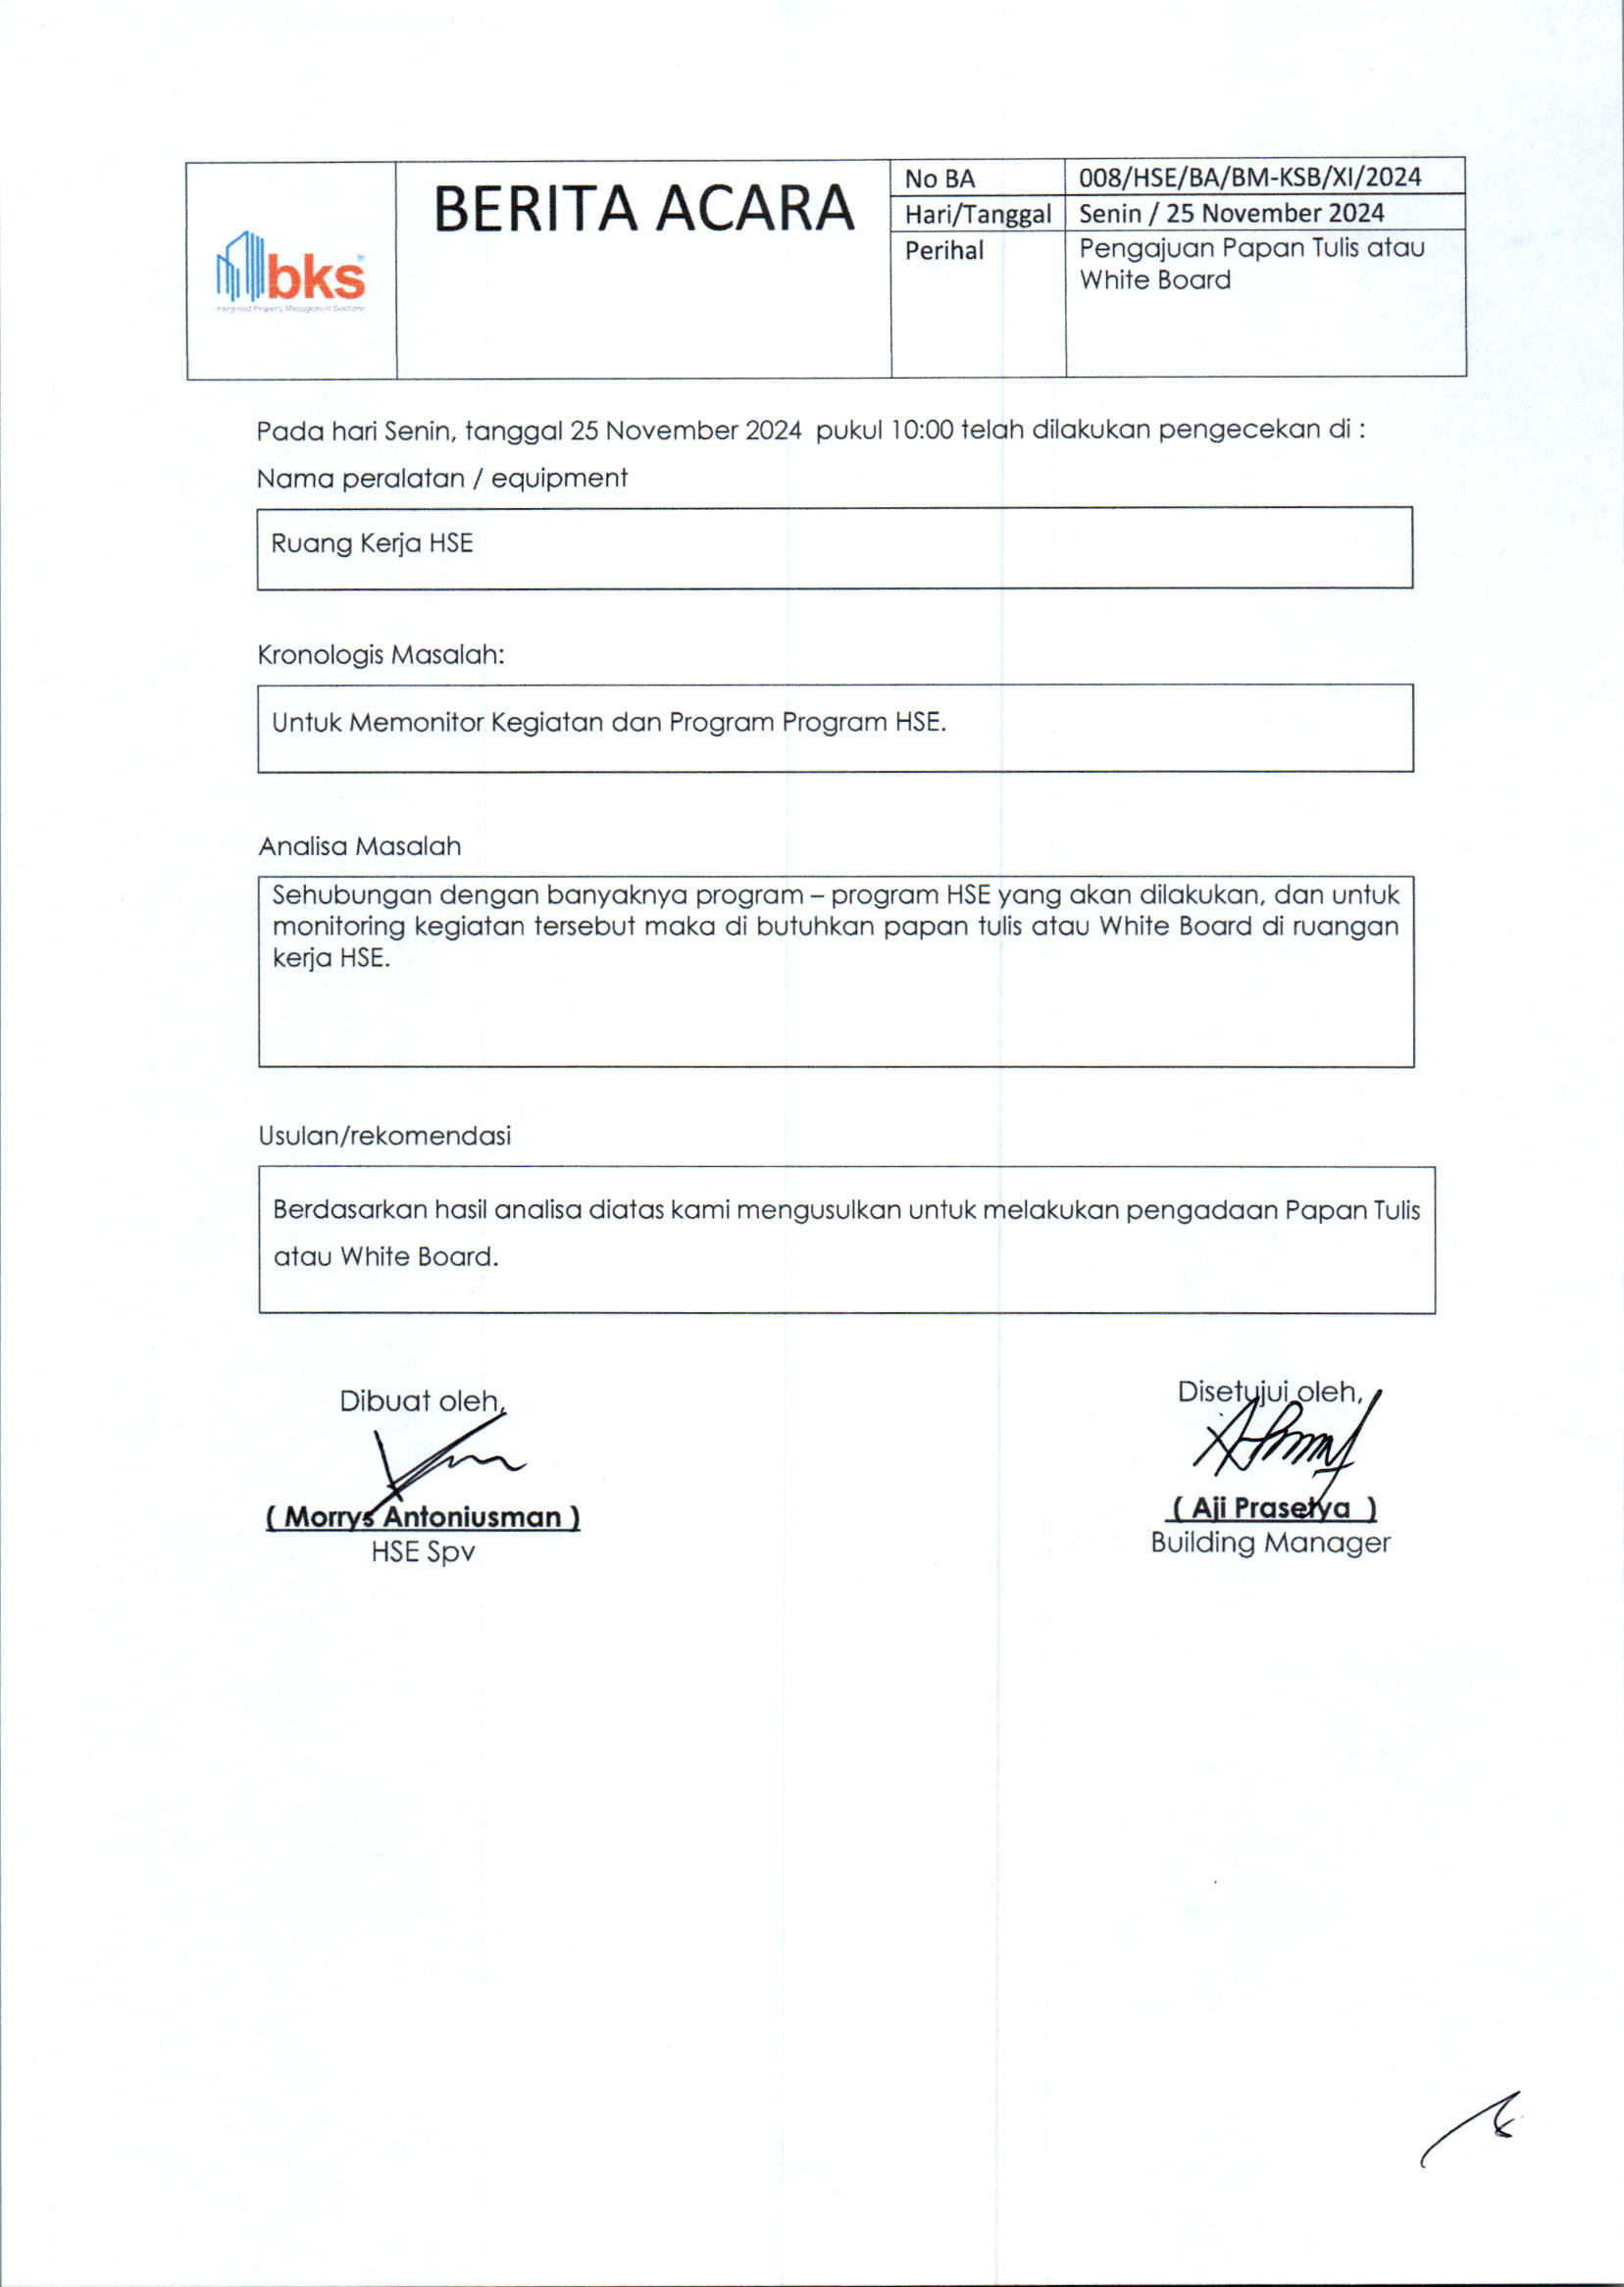 bks
Integrated Property Management Solutions
BERITA ACARA
No BA 008/HSE/BA/BM-KSB/XI/2024
Hari/Tanggal Senin / 25 November 2024
Perihal Pengajuan Papan Tulis atau
White Board
Pada hari Senin, tanggal 25 November 2024 pukul 10:00 telah dilakukan pengecekan di :
Nama peralatan / equipment
Ruang Kerja HSE
Kronologis Masalah:
Untuk Memonitor Kegiatan dan Program Program HSE.
Analisa Masalah
Sehubungan dengan banyaknya program – program HSE yang akan dilakukan, dan untuk
monitoring kegiatan tersebut maka di butuhkan papan tulis atau White Board di ruangan
kerja HSE.
Usulan/rekomendasi
Berdasarkan hasil analisa diatas kami mengusulkan untuk melakukan pengadaan Papan Tulis
atau White Board.
Dibuat oleh,
( Morrys Antoniusman )
HSE Spv
Disetujui oleh,
( Aji Prasetya )
Building Manager